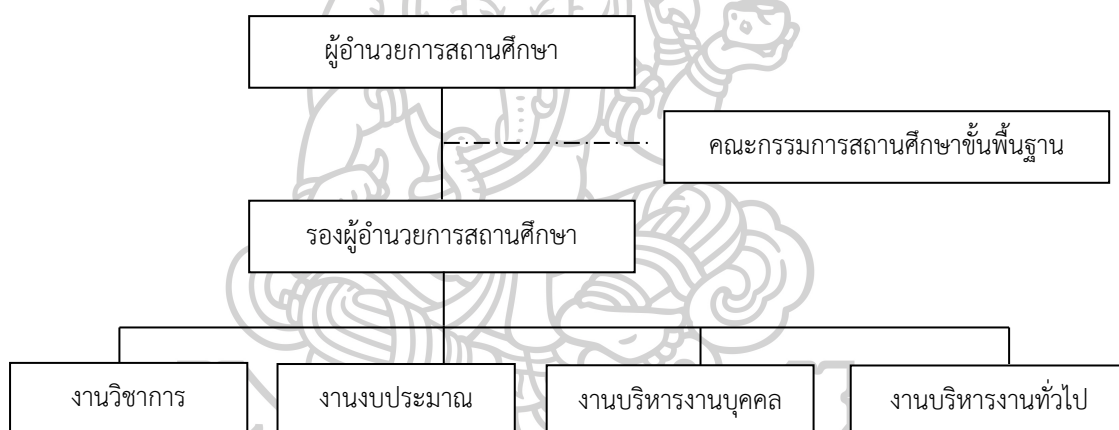 ผู้อำนวยการสถานศึกษา
คณะกรรมการสถานศึกษาขั้นพื้นฐาน
รองผู้อำนวยการสถานศึกษา
งานวิชาการ
งานงบประมาณ
งานบริหารงานบุคคล
งานบริหารงานทั่วไป